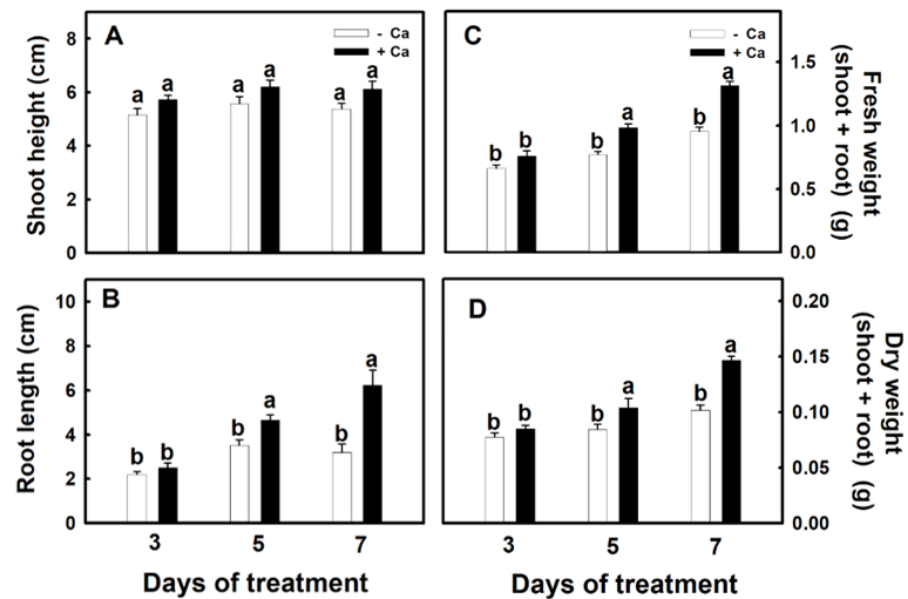 A
- Ca
+ Ca
Shoot height (cm)
8
6
4
2
0
a a a a a a
C
- Ca
+ Ca
Fresh weight
(shoot + root) (g)
1.5
1.0
0.5
0.0
b b b a b a
B
Root length (cm)
10
8
6
4
2
0
b b b a b a
3 5 7
Days of treatment
D
Dry weight
(shoot + root) (g)
0.20
0.15
0.10
0.05
0.00
b b b a b a
3 5 7
Days of treatment